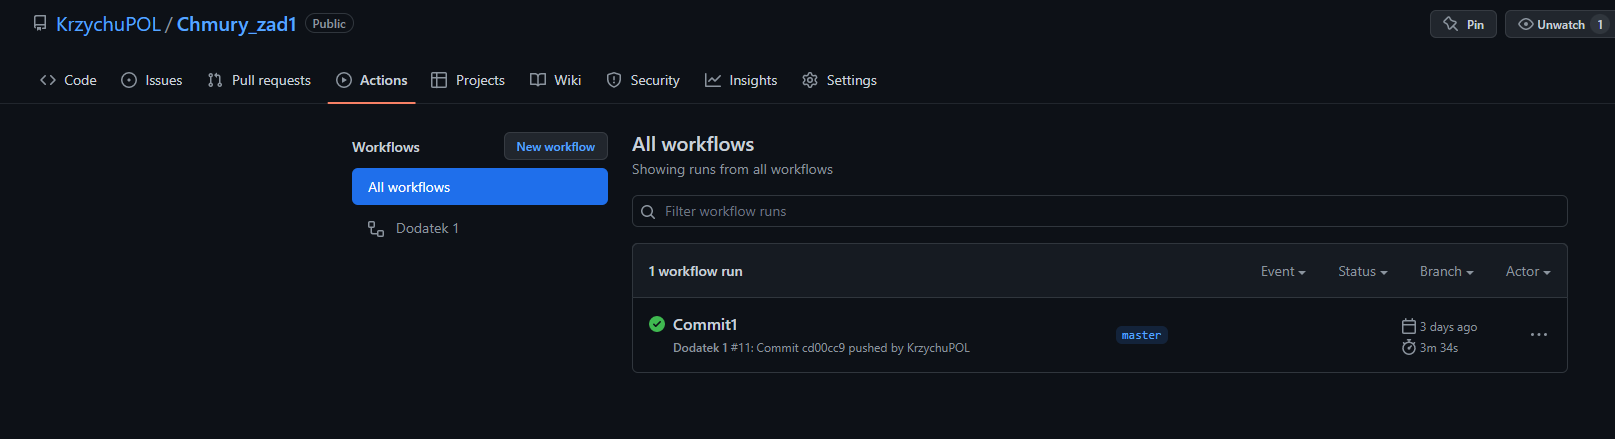 KrzychuPOL / Chmury_zad1 Public Pin Unwatch 1
Code Issues Pull requests Actions Projects Wiki Security Insights Settings
Workflows New workflow
All workflows
Dodatek 1
All workflows
Showing runs from all workflows
Filter workflow runs
1 workflow run Event Status Branch Actor
Commit1
Dodatek 1 #11: Commit cd00cc9 pushed by KrzychuPOL
master
3 days ago
3m 34s